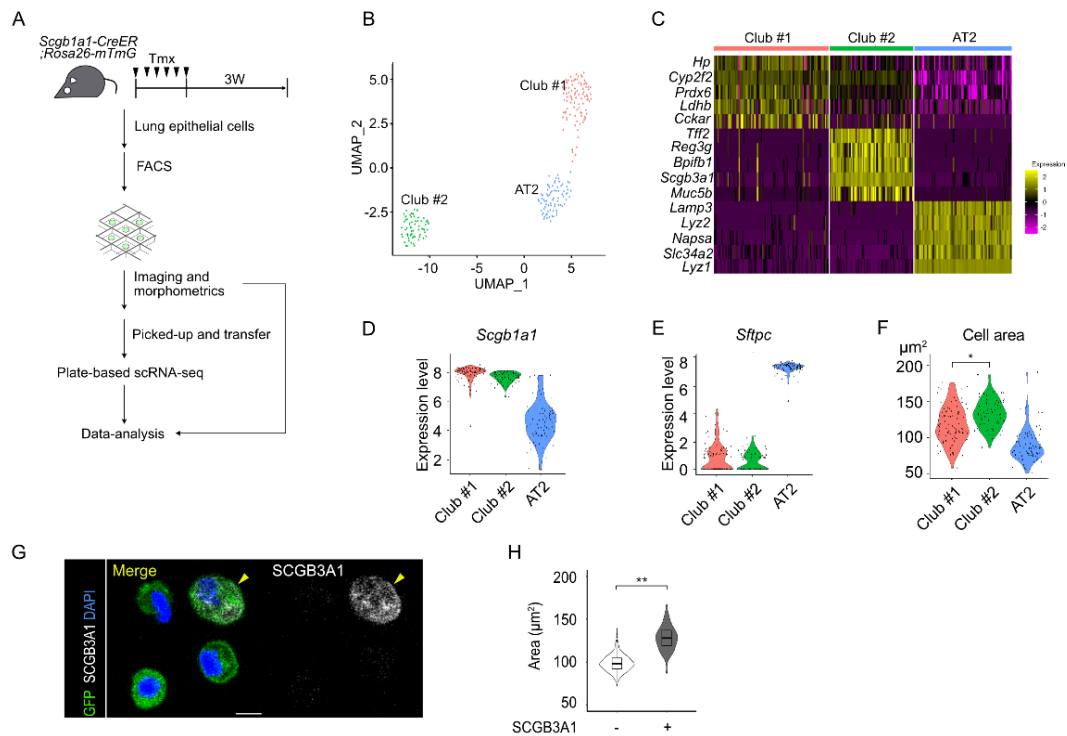 A
Scgb1a1-CreER
;Rosa26-mTmG
Tmx
3W
Lung epithelial cells
FACS
Imaging and
morphometrics
Picked-up and transfer
Plate-based scRNA-seq
Data-analysis
B
UMAP_2
5.0
2.5
0.0
-2.5
Club #1
AT2
Club #2
-10
-5
0
5
UMAP_1
C
Club #1
Club #2
AT2
Hp
Cyp2f2
Prdx6
Ldhb
Cckar
Tff2
Reg3g
Bpifb1
Scgb3a1
Muc5b
Lamp3
Lyz2
Napsa
Slc34a2
Lyz1
Expression
2
1
0
-1
-2
D
Scgb1a1
Expression level
8
6
4
2
Club #1
Club #2
AT2
E
Sftpc
Expression level
8
6
4
2
0
Club #1
Club #2
AT2
F
Cell area
µm²
200
150
100
50
*
Club #1
Club #2
AT2
G
GFP SCGB3A1 DAPI
Merge
SCGB3A1
H
Area (µm²)
200
150
100
50
**
SCGB3A1
-
+